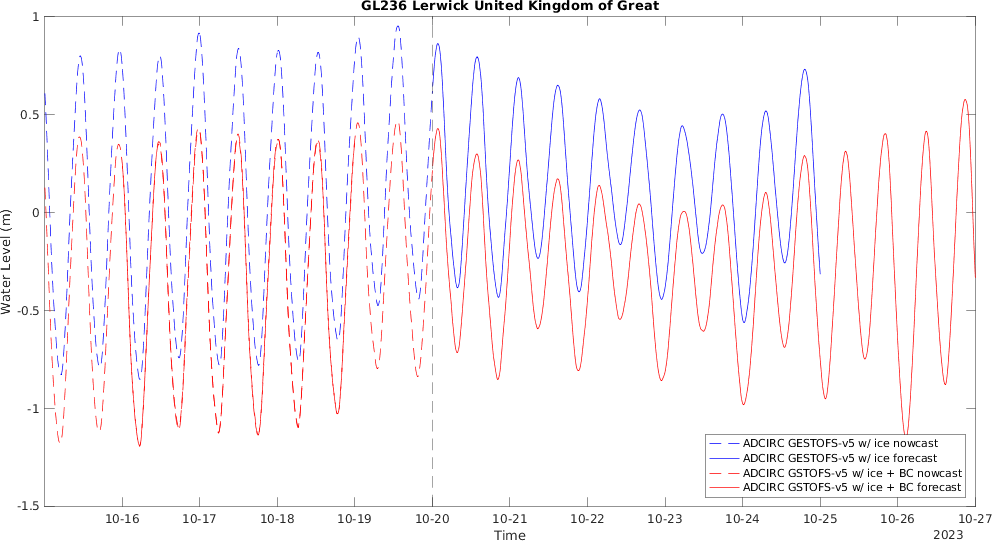 GL236 Lerwick United Kingdom of Great
1
0.5
0
-0.5
-1
-1.5
Water Level (m)
ADCIRC GESTOFS-v5 w/ ice nowcast
ADCIRC GESTOFS-v5 w/ ice forecast
ADCIRC GSTOFS-v5 w/ ice + BC nowcast
ADCIRC GSTOFS-v5 w/ ice + BC forecast
10-16 10-17 10-18 10-19 10-20 10-21 10-22 10-23 10-24 10-25 10-26 10-27
Time
2023